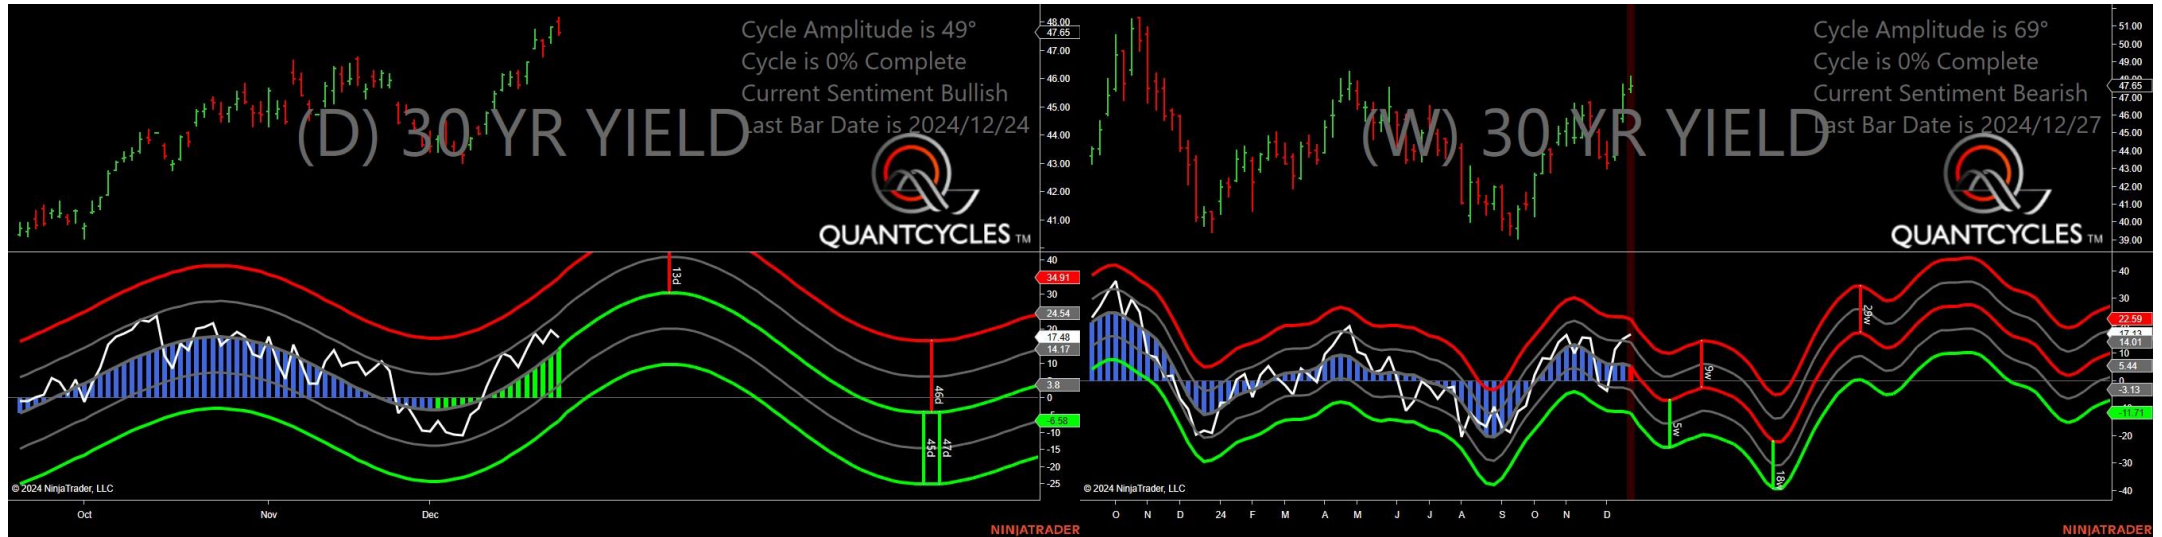 Cycle Amplitude is 49°
Cycle is 0% Complete
Current Sentiment Bullish
Last Bar Date is 2024/12/24
(D) 30 YR YIELD
QUANTCYCLES TM
48.00
47.65
47.00
46.00
45.00
44.00
43.00
42.00
41.00
40
34.91
30
24.54
17.48
14.17
10
3.8
0
-6.58
-10
-15
-20
-25
13d
46d
45d
47d
© 2024 NinjaTrader, LLC
Oct
Nov
Dec
NINJATRADER
Cycle Amplitude is 69°
Cycle is 0% Complete
Current Sentiment Bearish
Last Bar Date is 2024/12/27
(W) 30 YR YIELD
QUANTCYCLES TM
51.00
50.00
49.00
47.65
47.00
46.00
45.00
44.00
43.00
42.00
41.00
40.00
39.00
40
30
22.59
17.13
14.01
10
5.44
0
-3.13
-11.71
-20
-30
-40
9w
5w
18w
29w
© 2024 NinjaTrader, LLC
O N D 24 F M A M J J A S O N D
NINJATRADER